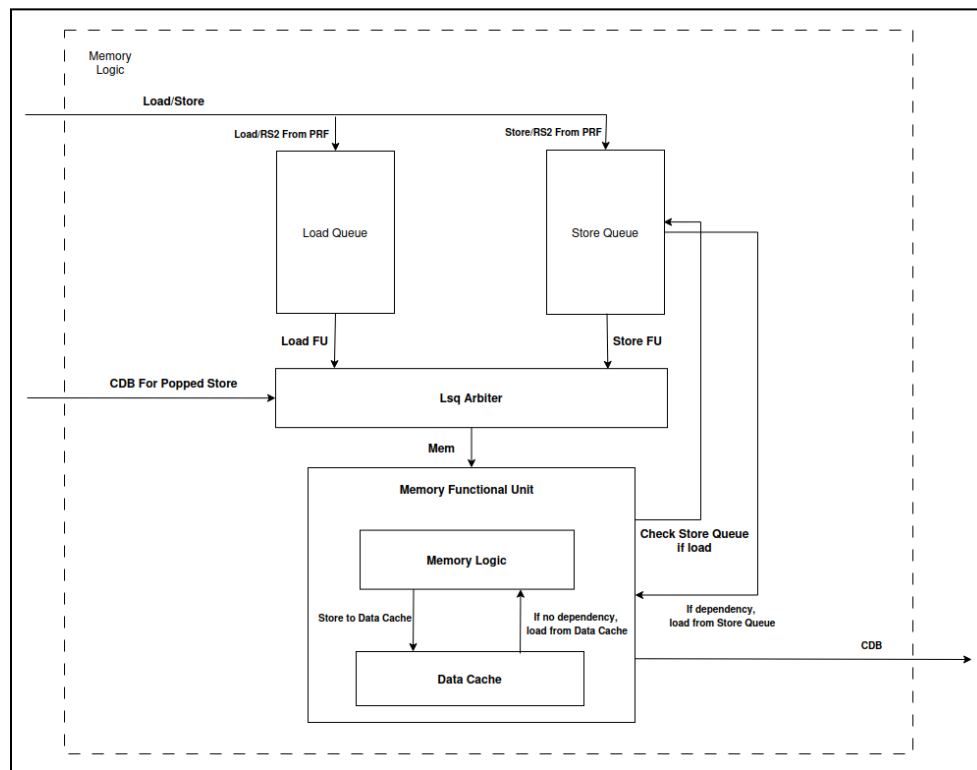 Memory
Logic
Load/Store
Load/RS2 From PRF
Store/RS2 From PRF
Load Queue
Store Queue
Load FU
Store FU
CDB For Popped Store
Lsq Arbiter
Mem
Memory Functional Unit
Check Store Queue
if load
Memory Logic
Store to Data Cache
If no dependency,
load from Data Cache
If dependency,
load from Store Queue
CDB
Data Cache